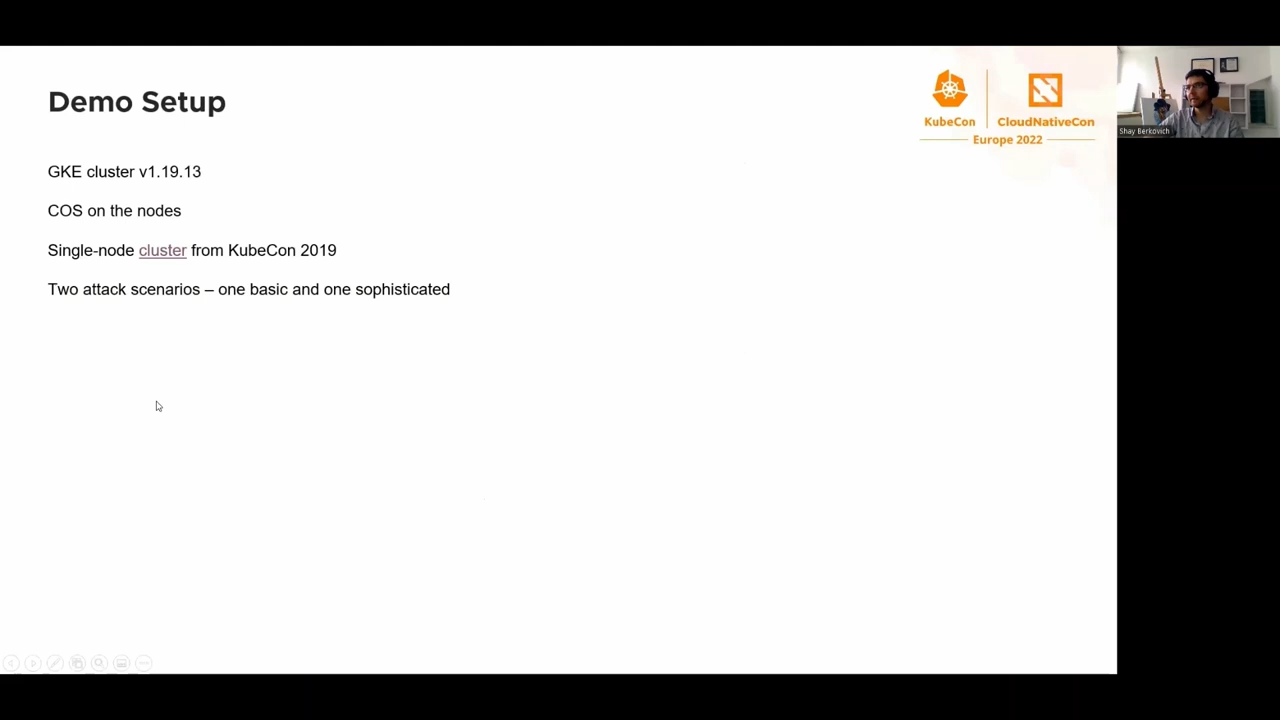 Demo Setup
KubeCon
CloudNativeCon
Europe 2022
GKE cluster v1.19.13
COS on the nodes
Single-node cluster from KubeCon 2019
Two attack scenarios – one basic and one sophisticated
Shay Berkovich